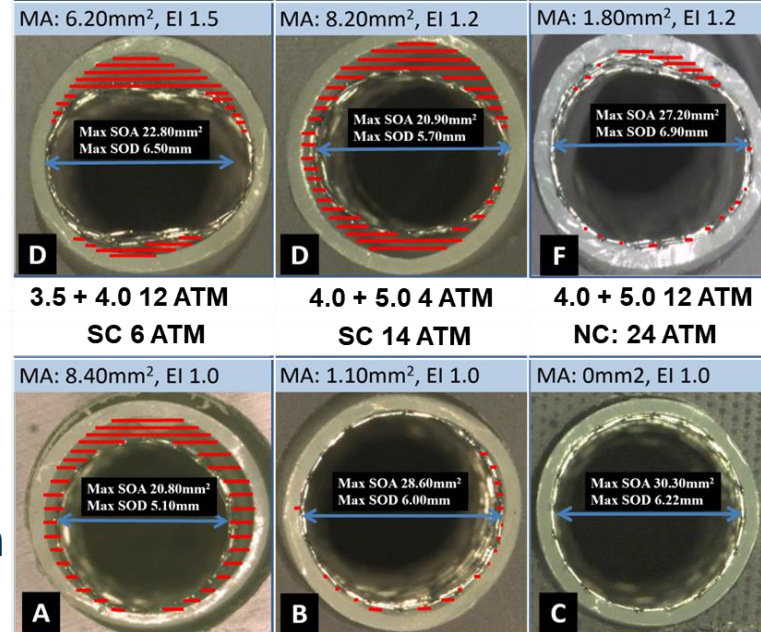 MA: 6.20mm², EI 1.5
Max SOA 22.80mm²
Max SOD 6.50mm
D
MA: 8.20mm², EI 1.2
Max SOA 20.90mm²
Max SOD 5.70mm
D
MA: 1.80mm², EI 1.2
Max SOA 27.20mm²
Max SOD 6.90mm
F
3.5 + 4.0 12 ATM
SC 6 ATM
4.0 + 5.0 4 ATM
SC 14 ATM
4.0 + 5.0 12 ATM
NC: 24 ATM
MA: 8.40mm², EI 1.0
Max SOA 20.80mm²
Max SOD 5.10mm
A
MA: 1.10mm², EI 1.0
Max SOA 28.60mm²
Max SOD 6.00mm
B
MA: 0mm2, EI 1.0
Max SOA 30.30mm²
Max SOD 6.22mm
C